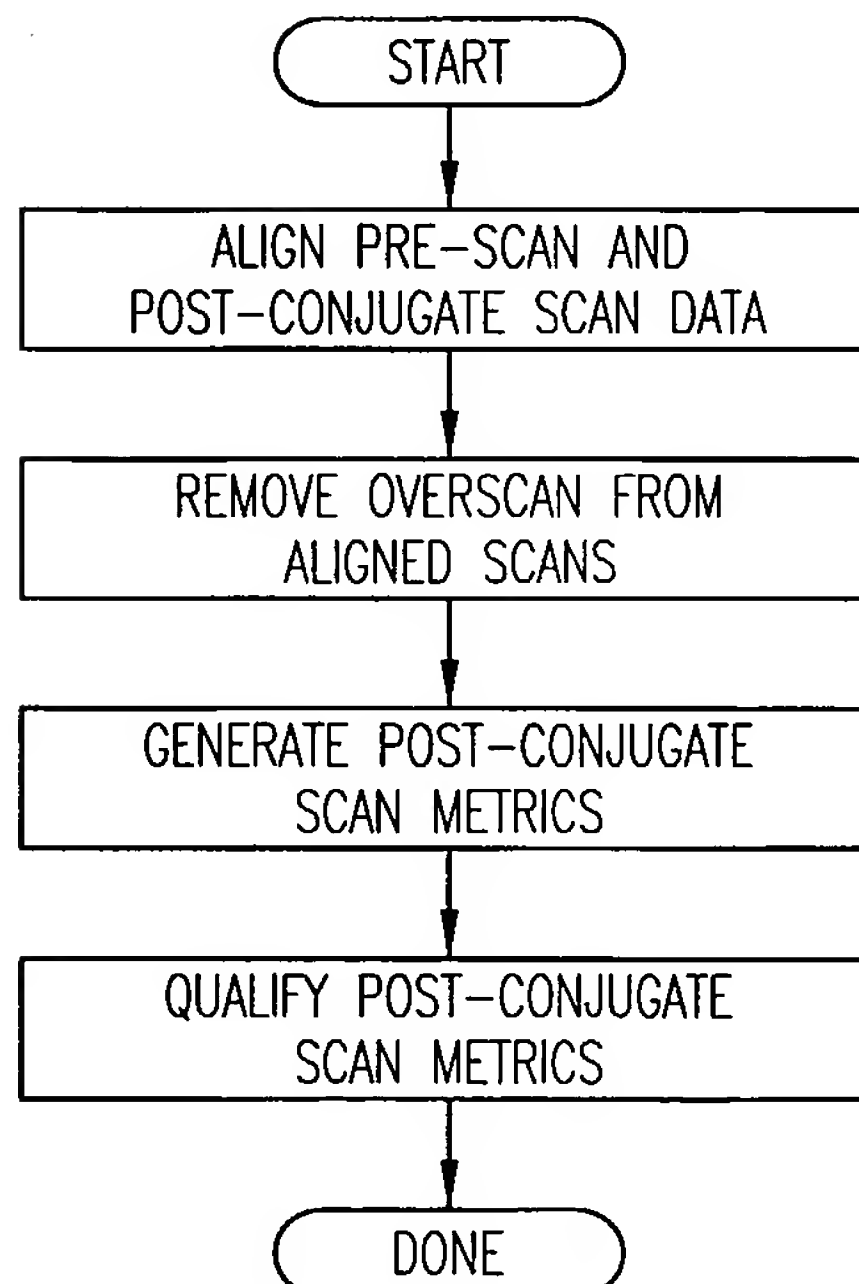 START
ALIGN PRE-SCAN AND
POST-CONJUGATE SCAN DATA
REMOVE OVERSCAN FROM
ALIGNED SCANS
GENERATE POST-CONJUGATE
SCAN METRICS
QUALIFY POST-CONJUGATE
SCAN METRICS
DONE